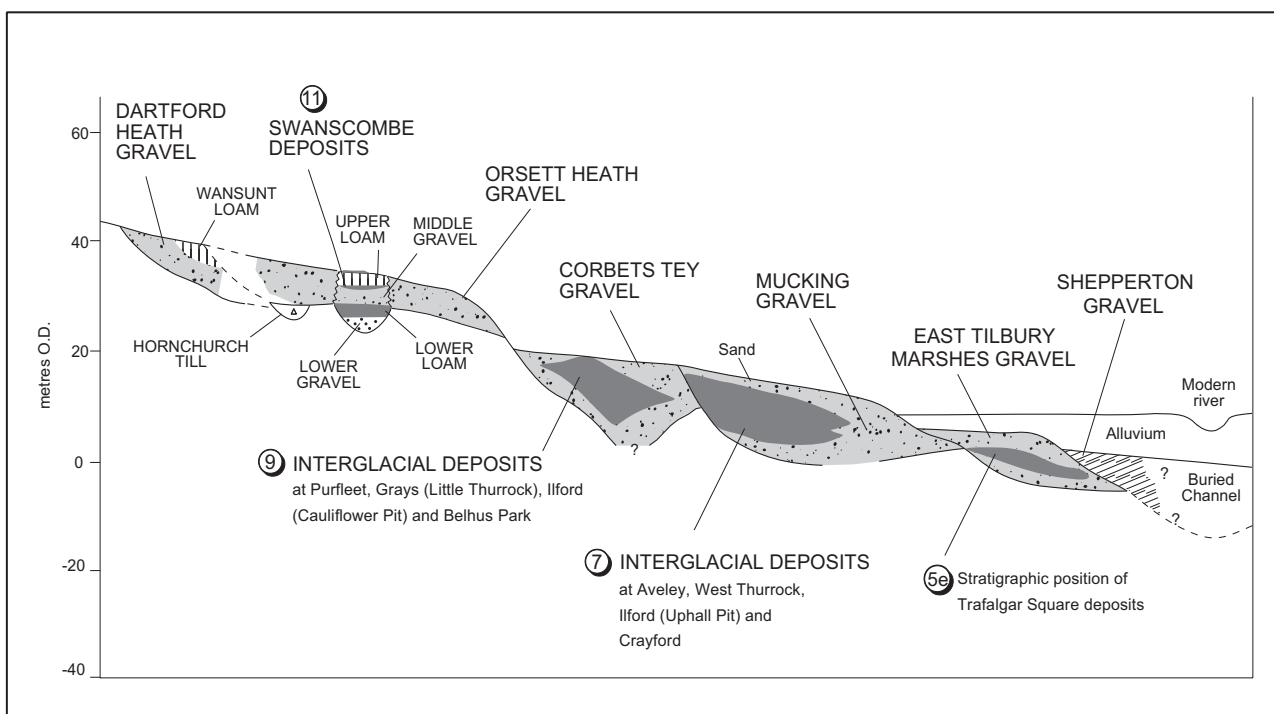 DARTFORD
HEATH
GRAVEL
WANSUNT
LOAM
11
SWANSCOMBE
DEPOSITS
UPPER
LOAM
MIDDLE
GRAVEL
ORSETT HEATH
GRAVEL
HORNCHURCH
TILL
LOWER
GRAVEL
LOWER
LOAM
CORBETS TEY
GRAVEL
Sand
MUCKING
GRAVEL
EAST TILBURY
MARSHES GRAVEL
SHEPPERTON
GRAVEL
Modern
river
Alluvium
Buried
Channel
?
?
?
9 INTERGLACIAL DEPOSITS
at Purfleet, Grays (Little Thurrock), Ilford
(Cauliflower Pit) and Belhus Park
7 INTERGLACIAL DEPOSITS
at Aveley, West Thurrock,
Ilford (Uphall Pit) and
Crayford
5e Stratigraphic position of
Trafalgar Square deposits
metres O.D.
60
40
20
0
-20
-40